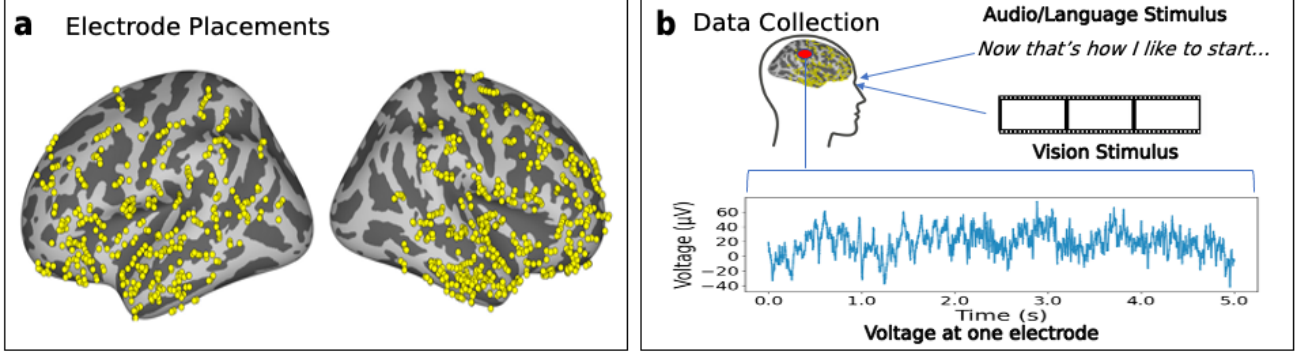 a Electrode Placements
b Data Collection
Audio/Language Stimulus
Now that's how I like to start...
Vision Stimulus
Voltage (μV)
60
40
20
0
−20
−40
0.0 1.0 2.0 3.0 4.0 5.0
Time (s)
Voltage at one electrode